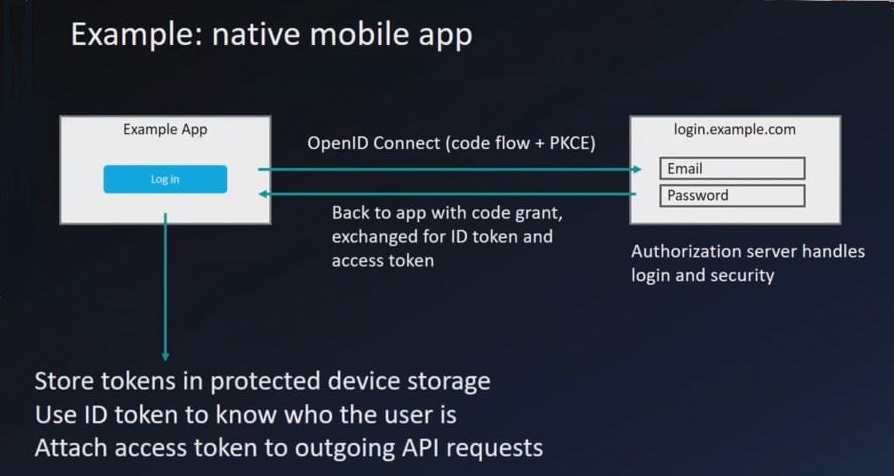 Example: native mobile app
Example App
Log in
OpenID Connect (code flow + PKCE)
Back to app with code grant,
exchanged for ID token and
access token
login.example.com
Email
Password
Authorization server handles
login and security
Store tokens in protected device storage
Use ID token to know who the user is
Attach access token to outgoing API requests